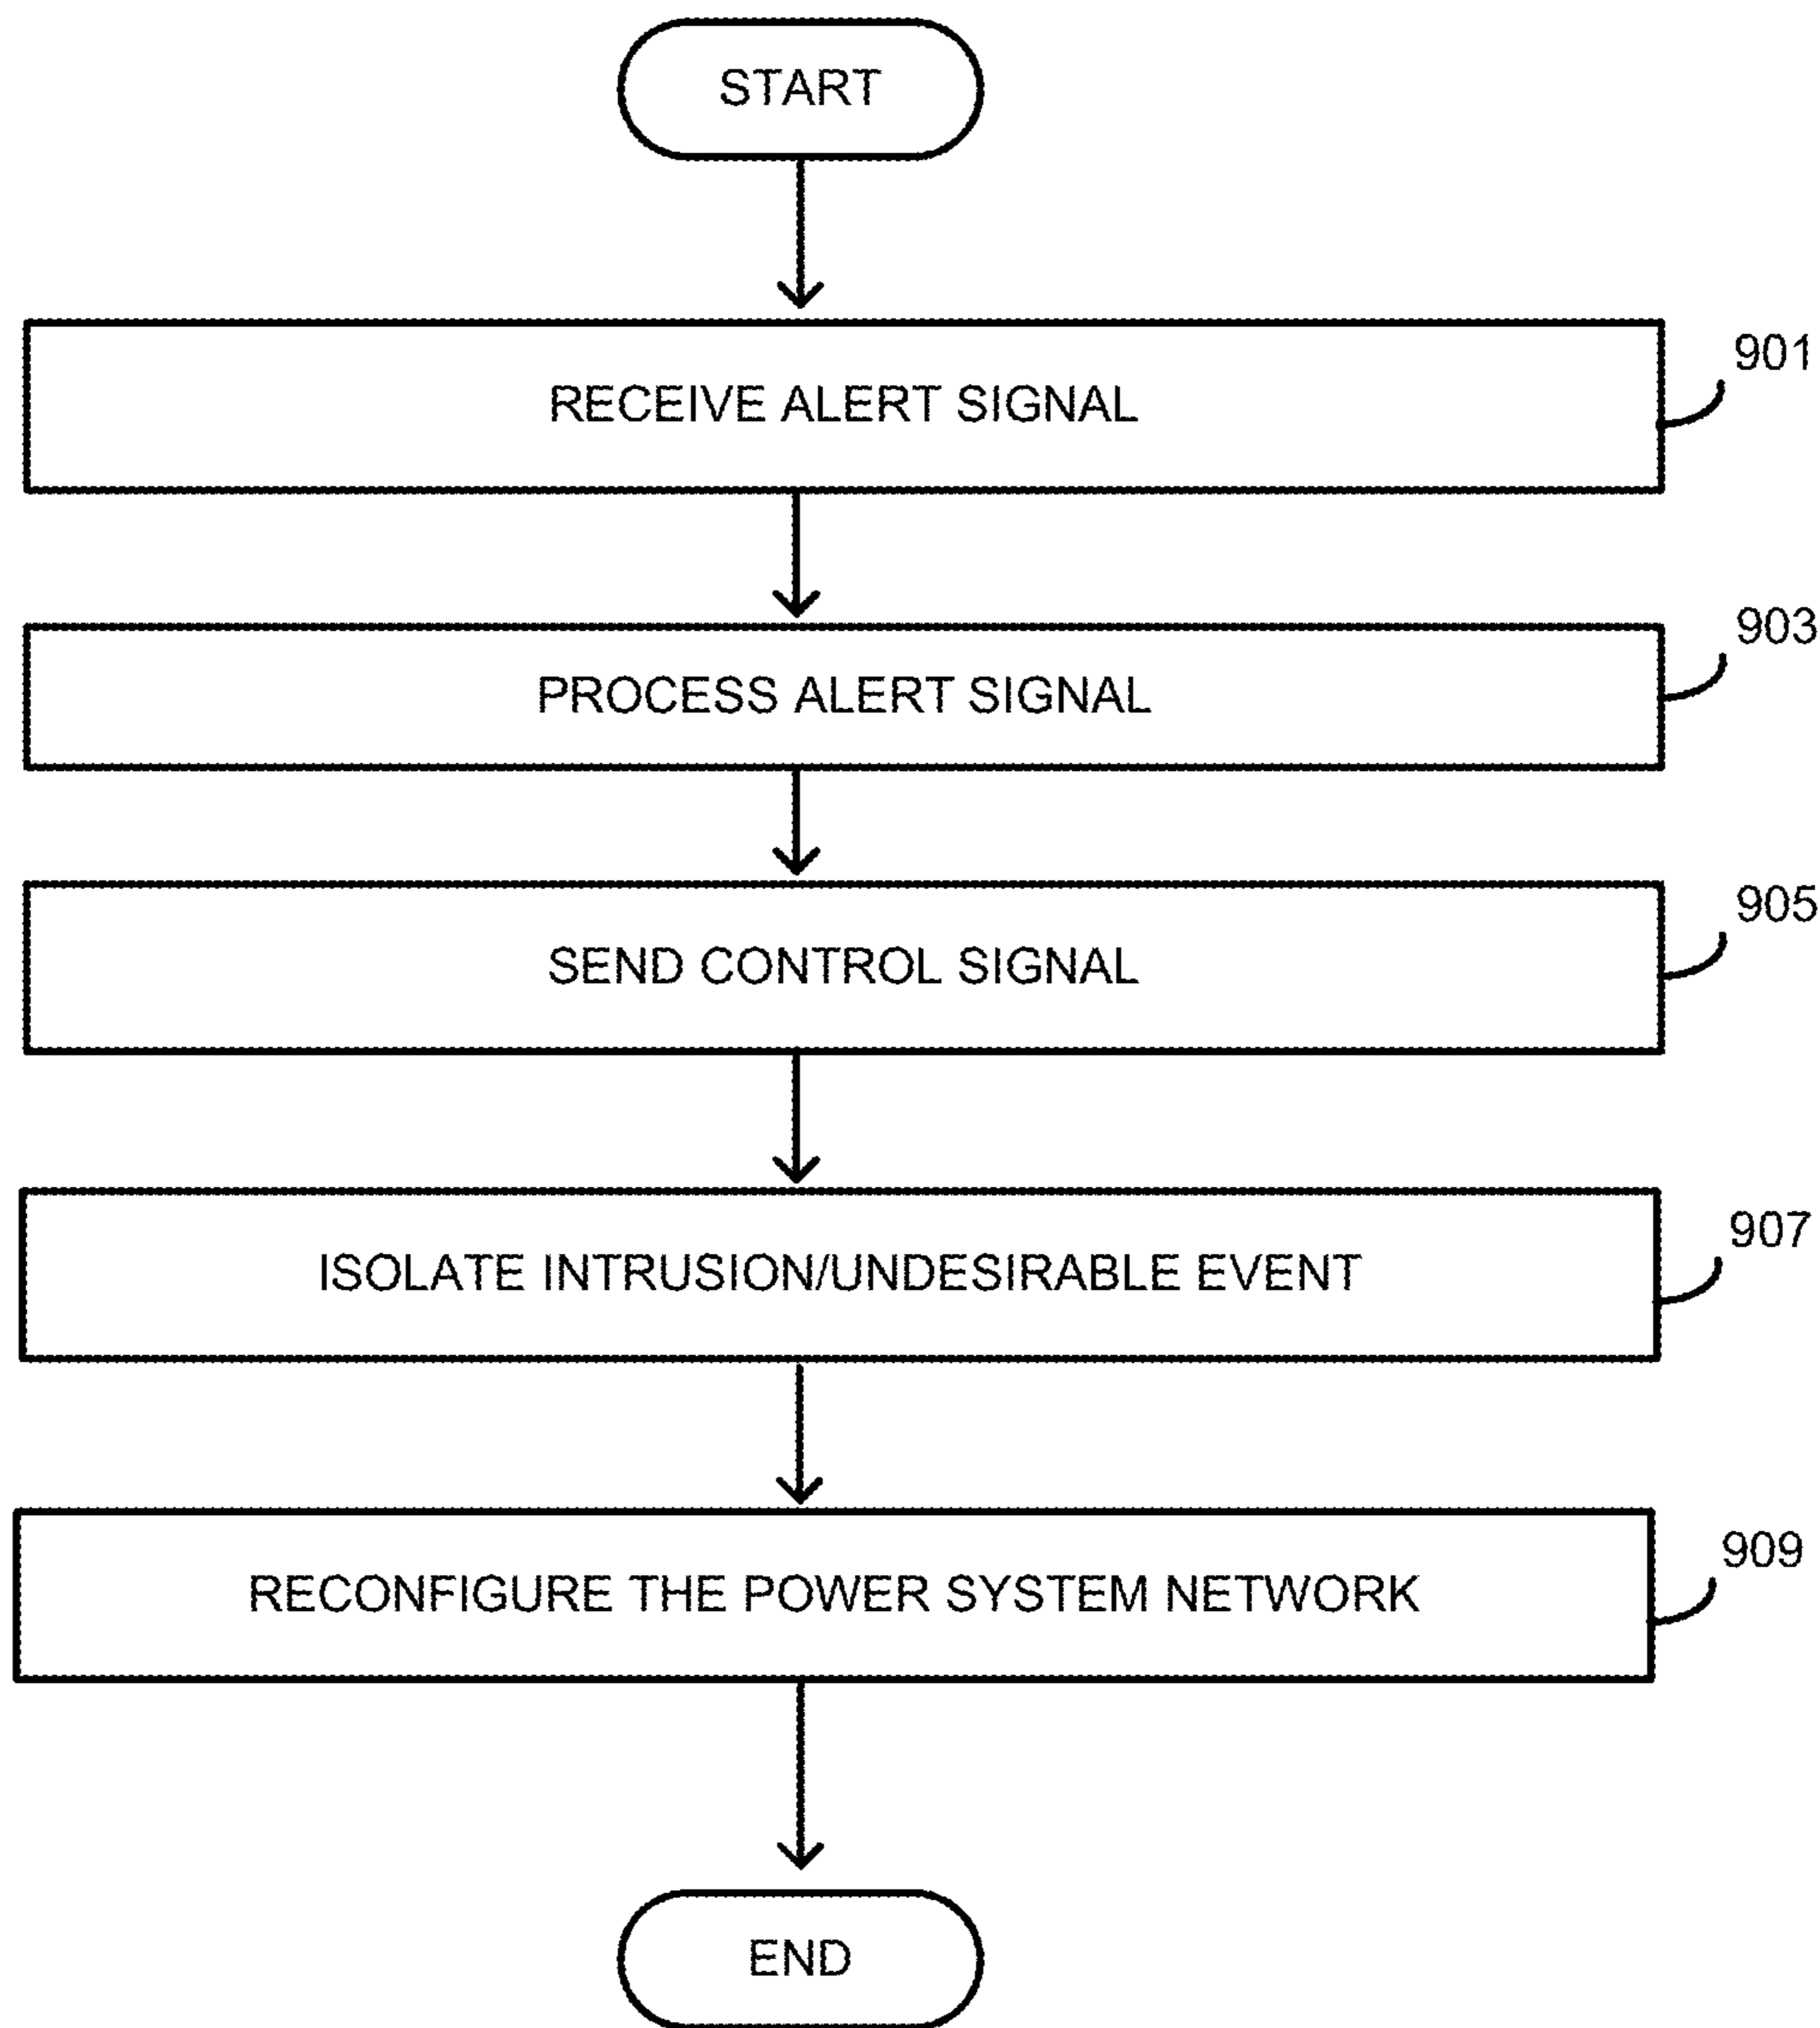 START
901
RECEIVE ALERT SIGNAL
903
PROCESS ALERT SIGNAL
905
SEND CONTROL SIGNAL
907
ISOLATE INTRUSION/UNDESIRABLE EVENT
909
RECONFIGURE THE POWER SYSTEM NETWORK
END